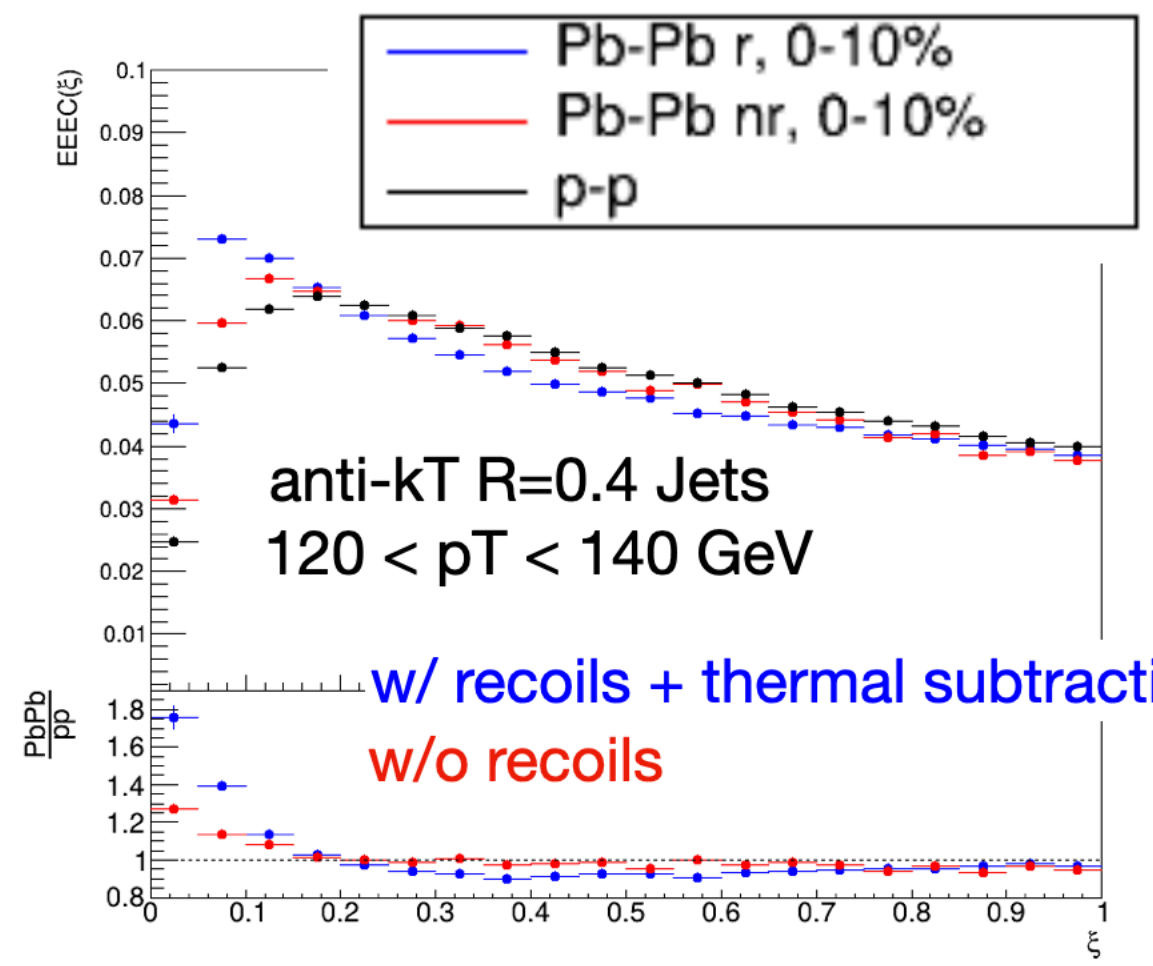 Pb-Pb r, 0-10%
Pb-Pb nr, 0-10%
p-p
EEEC(ξ)
0.1
0.09
0.08
0.07
0.06
0.05
0.04
0.03
0.02
0.01
anti-kT R=0.4 Jets
120 < pT < 140 GeV
w/ recoils + thermal subtracti
w/o recoils
PbPb
pp
1.8
1.6
1.4
1.2
1
0.8
0 0.1 0.2 0.3 0.4 0.5 0.6 0.7 0.8 0.9 1
ξ